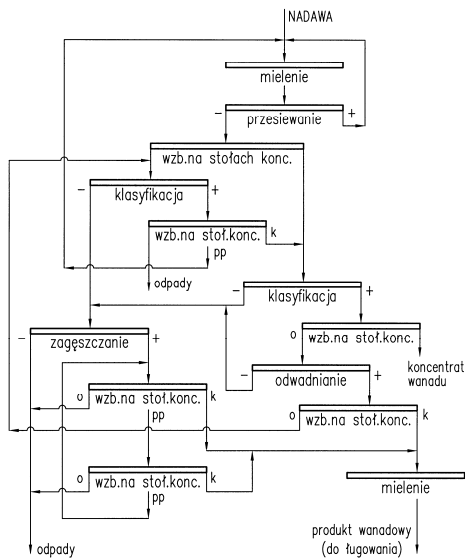 NADAWA
mielenie
- +
przesiewanie
wzb.na stołach konc.
- +
klasyfikacja
wzb.na stoł.konc. k
pp
odpady
- +
klasyfikacja
- +
zagęszczanie
o
wzb.na stoł.konc.
koncentrat
wanadu
- +
odwadnianie
o k
wzb.na stoł.konc.
pp
o k
wzb.na stoł.konc.
o k
wzb.na stoł.konc.
pp
mielenie
odpady
produkt wanadowy
(do ługowania)